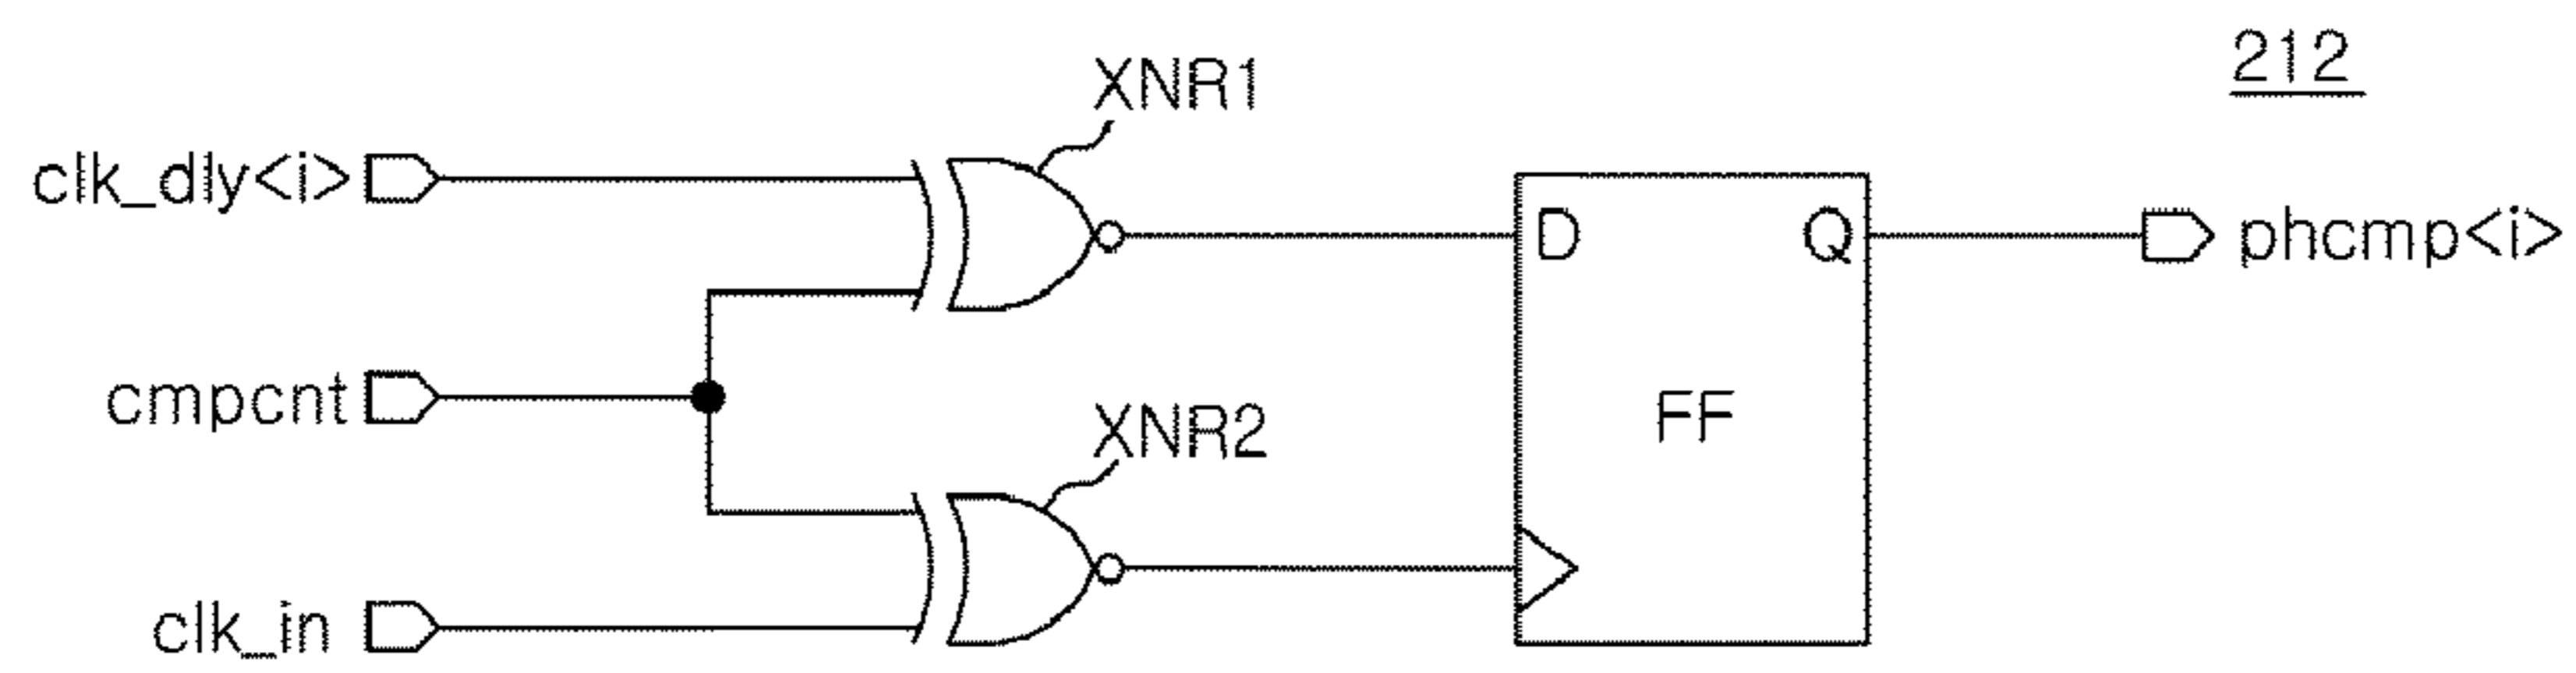 212
XNR1
clk_dly<i>
D
Q
phcmp<i>
cmpcnt
FF
XNR2
clk_in